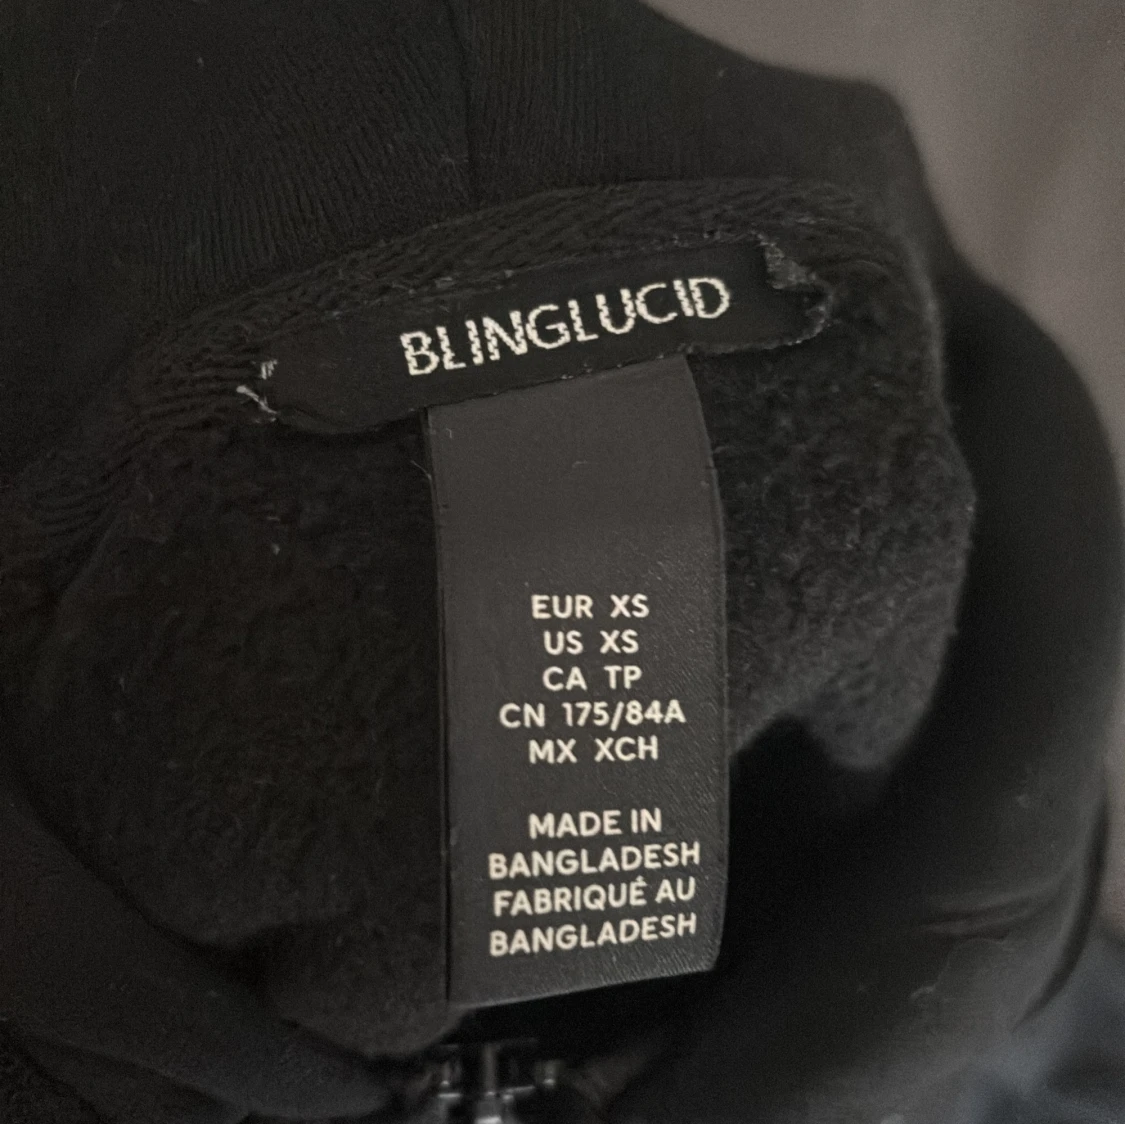 BLINGLUCID
EUR XS
US XS
CA TP
CN 175/84A
MX XCH
MADE IN
BANGLADESH
FABRIQUÉ AU
BANGLADESH